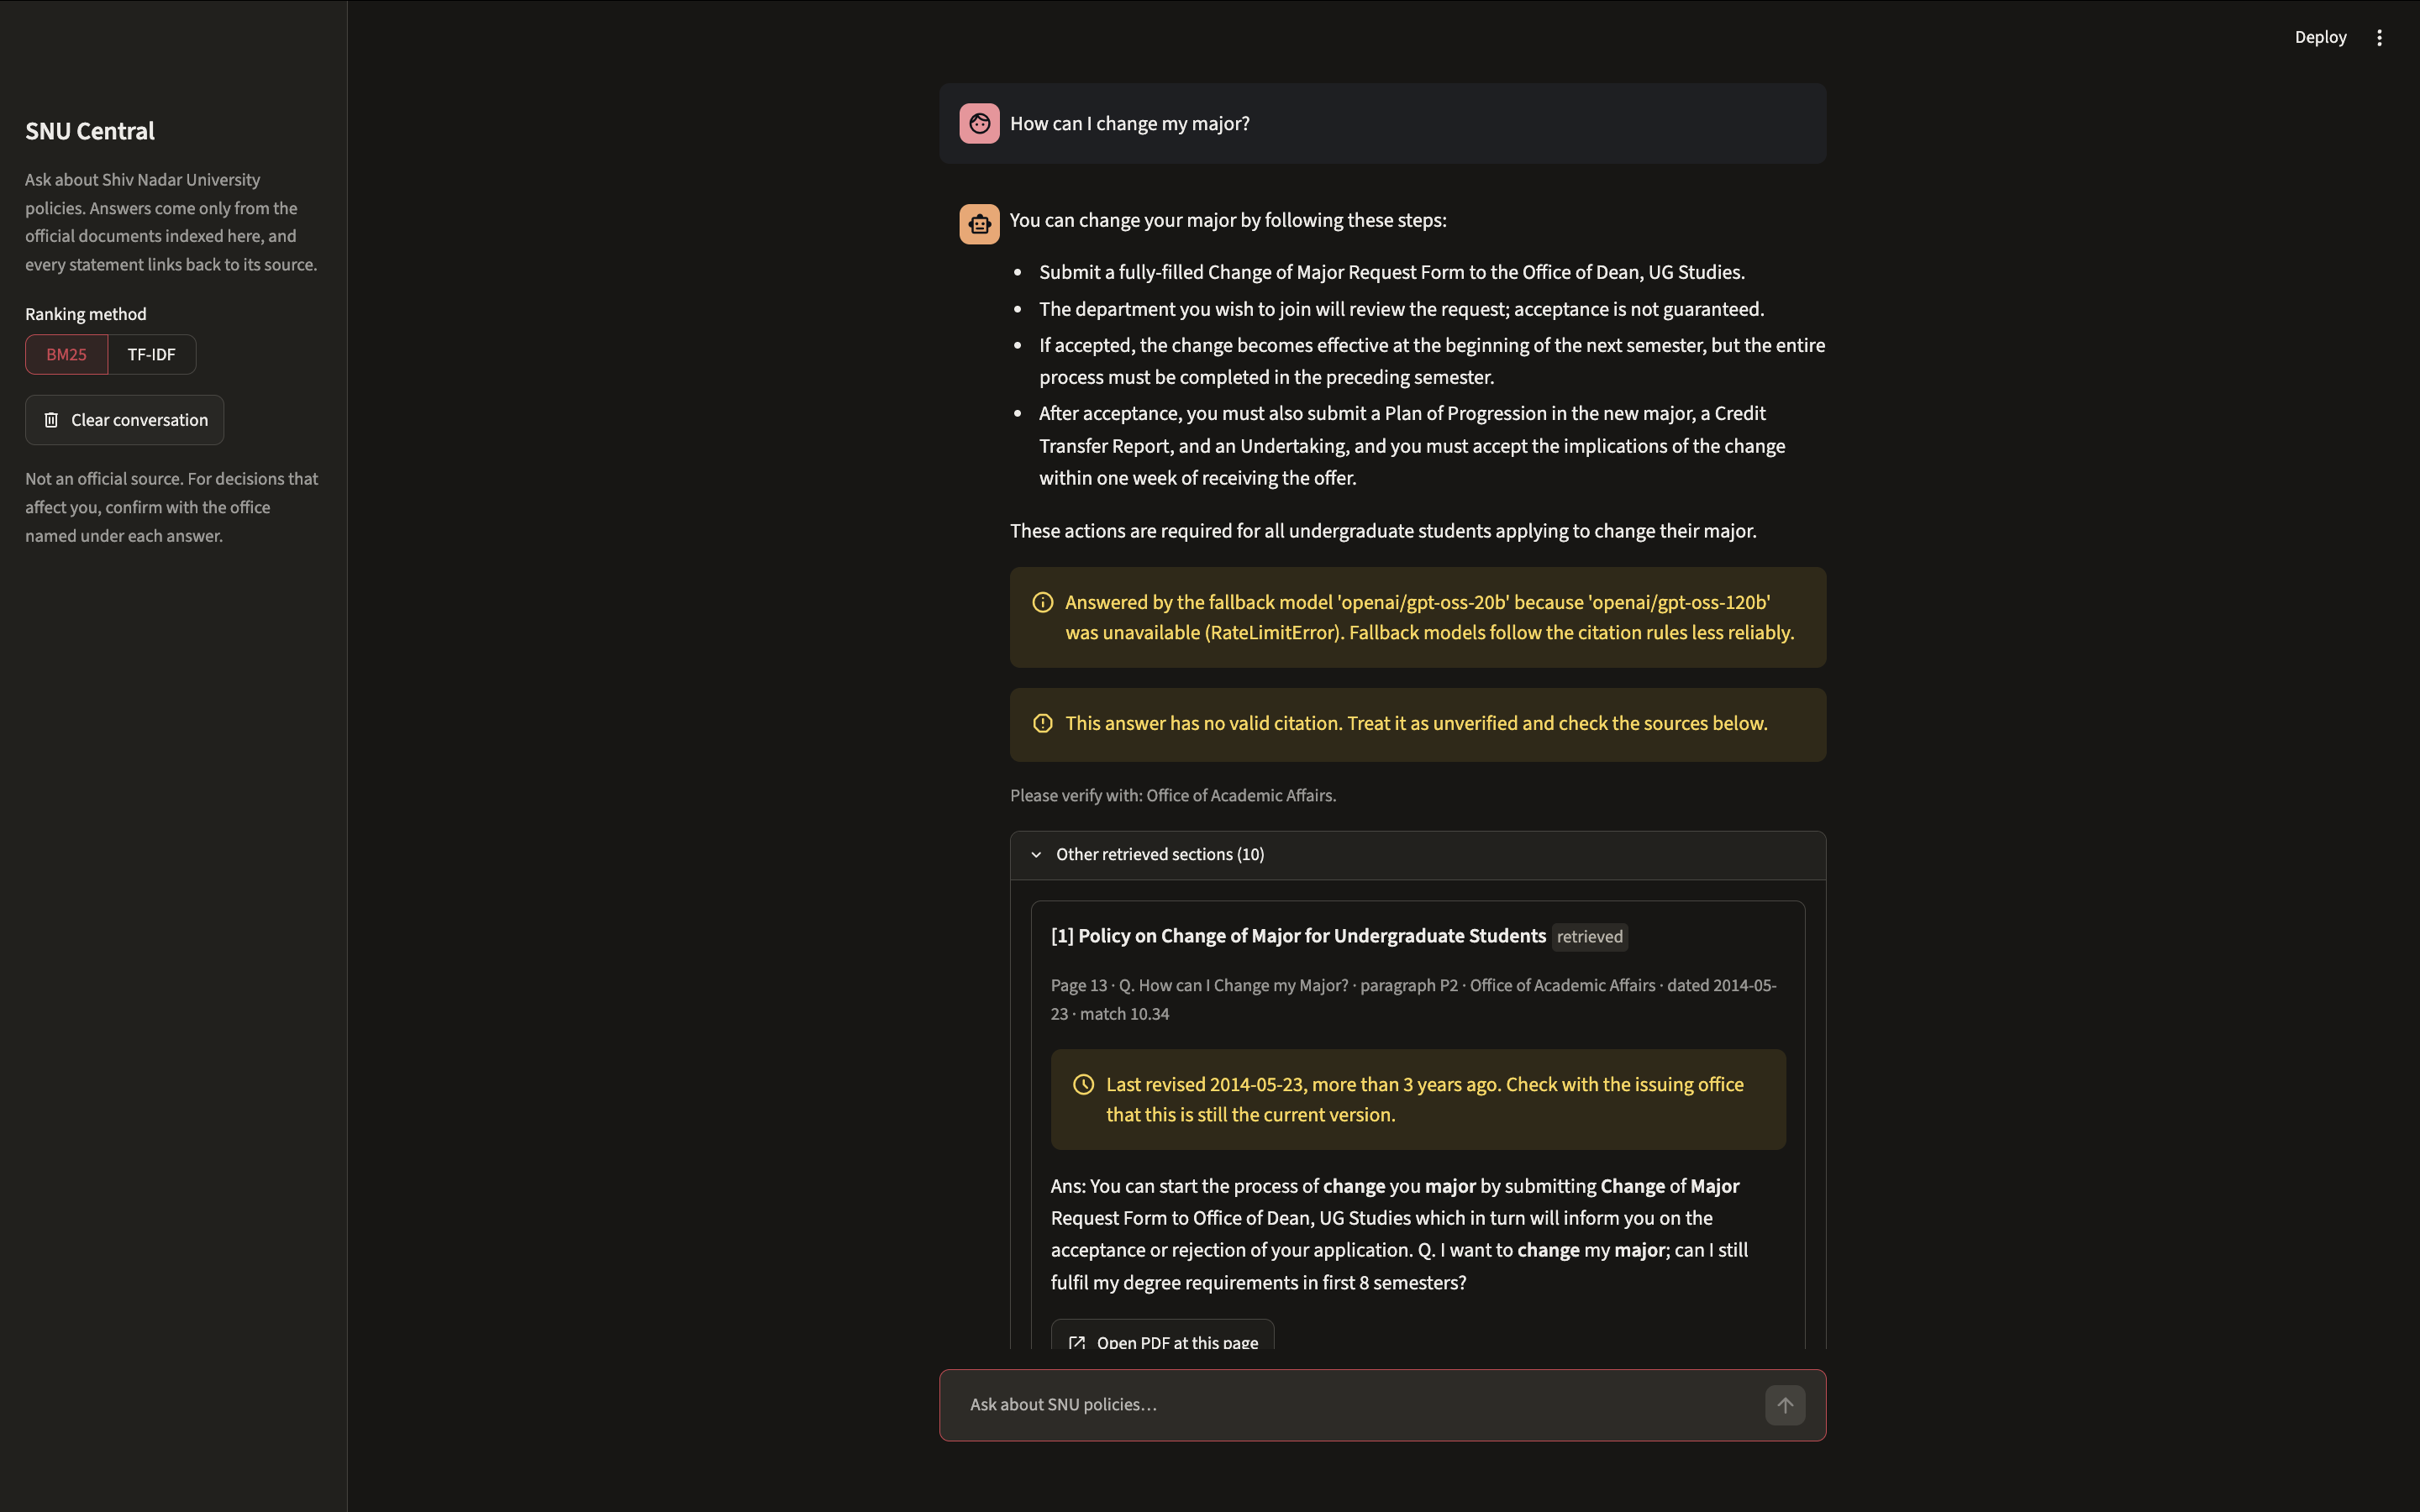 Deploy
SNU Central
Ask about Shiv Nadar University
policies. Answers come only from the
official documents indexed here, and
every statement links back to its source.
Ranking method
BM25 TF-IDF
Clear conversation
Not an official source. For decisions that
affect you, confirm with the office
named under each answer.
How can I change my major?
You can change your major by following these steps:
• Submit a fully-filled Change of Major Request Form to the Office of Dean, UG Studies.
• The department you wish to join will review the request; acceptance is not guaranteed.
• If accepted, the change becomes effective at the beginning of the next semester, but the entire
process must be completed in the preceding semester.
• After acceptance, you must also submit a Plan of Progression in the new major, a Credit
Transfer Report, and an Undertaking, and you must accept the implications of the change
within one week of receiving the offer.
These actions are required for all undergraduate students applying to change their major.
Answered by the fallback model 'openai/gpt-oss-20b' because 'openai/gpt-oss-120b'
was unavailable (RateLimitError). Fallback models follow the citation rules less reliably.
This answer has no valid citation. Treat it as unverified and check the sources below.
Please verify with: Office of Academic Affairs.
Other retrieved sections (10)
[1] Policy on Change of Major for Undergraduate Students retrieved
Page 13 · Q. How can I Change my Major? · paragraph P2 · Office of Academic Affairs · dated 2014-05-
23 · match 10.34
Last revised 2014-05-23, more than 3 years ago. Check with the issuing office
that this is still the current version.
Ans: You can start the process of change you major by submitting Change of Major
Request Form to Office of Dean, UG Studies which in turn will inform you on the
acceptance or rejection of your application. Q. I want to change my major; can I still
fulfil my degree requirements in first 8 semesters?
Open PDF at this page
Ask about SNU policies…